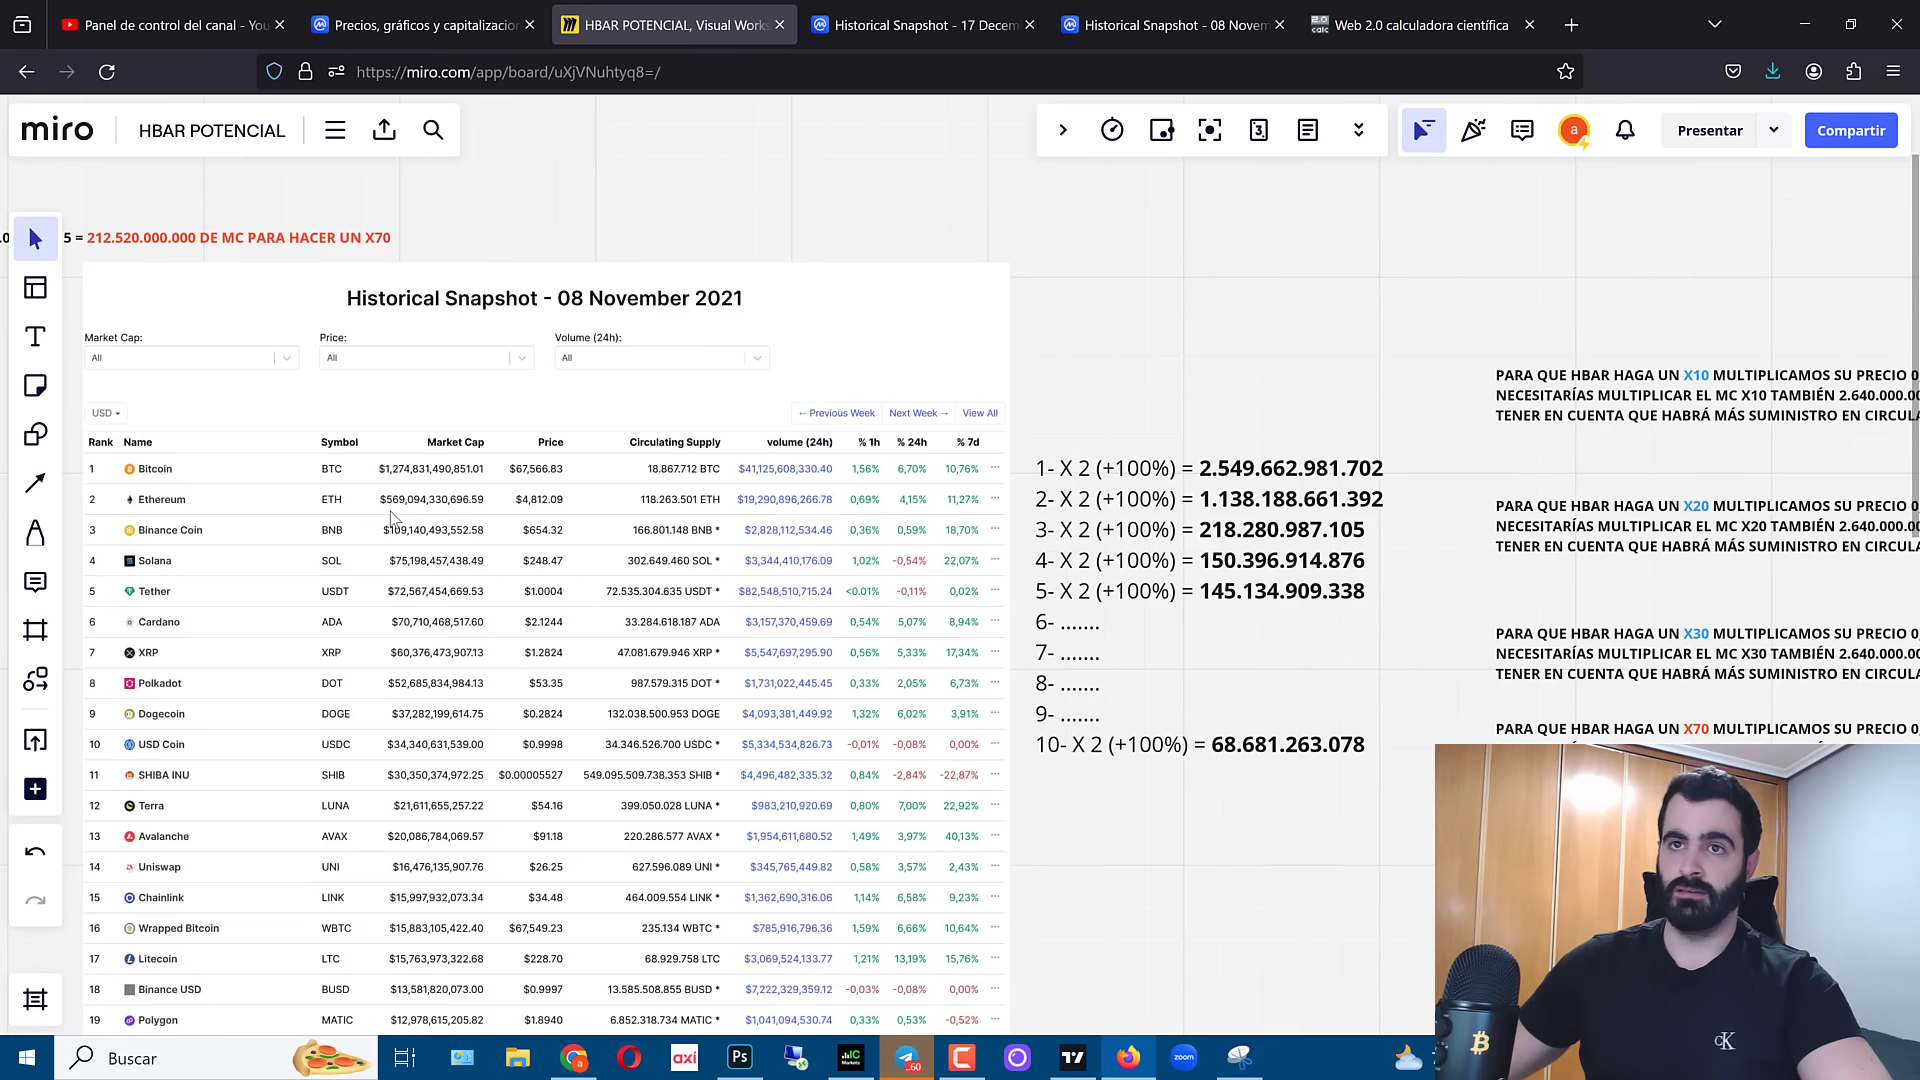 Panel de control del canal - You
Precios, gráficos y capitalizacion
HBAR POTENCIAL, Visual Works
Historical Snapshot - 17 Decem
Historical Snapshot - 08 Novem
Web 2.0 calculadora científica
https://miro.com/app/board/uXjVNuhtyq8=/
miro
HBAR POTENCIAL
Presentar
Compartir
5 = 212.520.000.000 DE MC PARA HACER UN X70
Historical Snapshot - 08 November 2021
Market Cap: Price: Volume (24h):
All All All
USD ← Previous Week Next Week → View All
Rank Name Symbol Market Cap Price Circulating Supply volume (24h) % 1h % 24h % 7d
1 Bitcoin BTC $1,274,831,490,851.01 $67,566.83 18.867.712 BTC $41,125,608,330.40 1,56% 6,70% 10,76%
2 Ethereum ETH $569,094,330,696.59 $4,812.09 118.263.501 ETH $19,290,896,266.78 0,69% 4,15% 11,27%
3 Binance Coin BNB $109,140,493,552.58 $654.32 166.801.148 BNB * $2,828,112,534.46 0,36% 0,59% 18,70%
4 Solana SOL $75,198,457,438.49 $248.47 302.649.460 SOL * $3,344,410,176.09 1,02% -0,54% 22,07%
5 Tether USDT $72,567,454,669.53 $1.0004 72.535.304.635 USDT * $82,548,510,715.24 <0.01% -0,11% 0,02%
6 Cardano ADA $70,710,468,517.60 $2.1244 33.284.618.187 ADA $3,157,370,459.69 0,54% 5,07% 8,94%
7 XRP XRP $60,376,473,907.13 $1.2824 47.081.679.946 XRP * $5,547,697,295.90 0,56% 5,33% 17,34%
8 Polkadot DOT $52,685,834,984.13 $53.35 987.579.315 DOT * $1,731,022,445.45 0,33% 2,05% 6,73%
9 Dogecoin DOGE $37,282,199,614.75 $0.2824 132.038.500.953 DOGE $4,093,381,449.92 1,32% 6,02% 3,91%
10 USD Coin USDC $34,340,631,539.00 $0.9998 34.346.526.700 USDC * $5,334,534,826.73 -0,01% -0,08% 0,00%
11 SHIBA INU SHIB $30,350,374,972.25 $0.00005527 549.095.509.738.353 SHIB * $4,496,482,335.32 0,84% -2,84% -22,87%
12 Terra LUNA $21,611,655,257.22 $54.16 399.050.028 LUNA * $983,210,920.69 0,80% 7,00% 22,92%
13 Avalanche AVAX $20,086,784,069.57 $91.18 220.286.577 AVAX * $1,954,611,680.52 1,49% 3,97% 40,13%
14 Uniswap UNI $16,476,135,907.76 $26.25 627.596.089 UNI * $345,765,449.82 0,58% 3,57% 2,43%
15 Chainlink LINK $15,997,932,073.34 $34.48 464.009.554 LINK * $1,362,690,316.06 1,14% 6,58% 9,23%
16 Wrapped Bitcoin WBTC $15,883,105,422.40 $67,549.23 235.134 WBTC * $785,916,796.36 1,59% 6,66% 10,64%
17 Litecoin LTC $15,763,973,322.68 $228.70 68.929.758 LTC $3,069,524,133.77 1,21% 13,19% 15,76%
18 Binance USD BUSD $13,581,820,073.00 $0.9997 13.585.508.855 BUSD * $7,222,329,359.12 -0,03% -0,08% 0,00%
19 Polygon MATIC $12,978,615,205.82 $1.8940 6.852.318.734 MATIC * $1,041,094,530.74 0,33% 0,53% -0,52%
1- X 2 (+100%) = 2.549.662.981.702
2- X 2 (+100%) = 1.138.188.661.392
3- X 2 (+100%) = 218.280.987.105
4- X 2 (+100%) = 150.396.914.876
5- X 2 (+100%) = 145.134.909.338
6- .......
7- .......
8- .......
9- .......
10- X 2 (+100%) = 68.681.263.078
PARA QUE HBAR HAGA UN X10 MULTIPLICAMOS SU PRECIO 0
NECESITARÍAS MULTIPLICAR EL MC X10 TAMBIÉN 2.640.000.00
TENER EN CUENTA QUE HABRÁ MÁS SUMINISTRO EN CIRCULA
PARA QUE HBAR HAGA UN X20 MULTIPLICAMOS SU PRECIO 0
NECESITARÍAS MULTIPLICAR EL MC X20 TAMBIÉN 2.640.000.00
TENER EN CUENTA QUE HABRÁ MÁS SUMINISTRO EN CIRCULA
PARA QUE HBAR HAGA UN X30 MULTIPLICAMOS SU PRECIO 0,
NECESITARÍAS MULTIPLICAR EL MC X30 TAMBIÉN 2.640.000.00
TENER EN CUENTA QUE HABRÁ MÁS SUMINISTRO EN CIRCULA
PARA QUE HBAR HAGA UN X70 MULTIPLICAMOS SU PRECIO 0,
cK
Buscar
axi
Ps
IC Markets
60
zoom